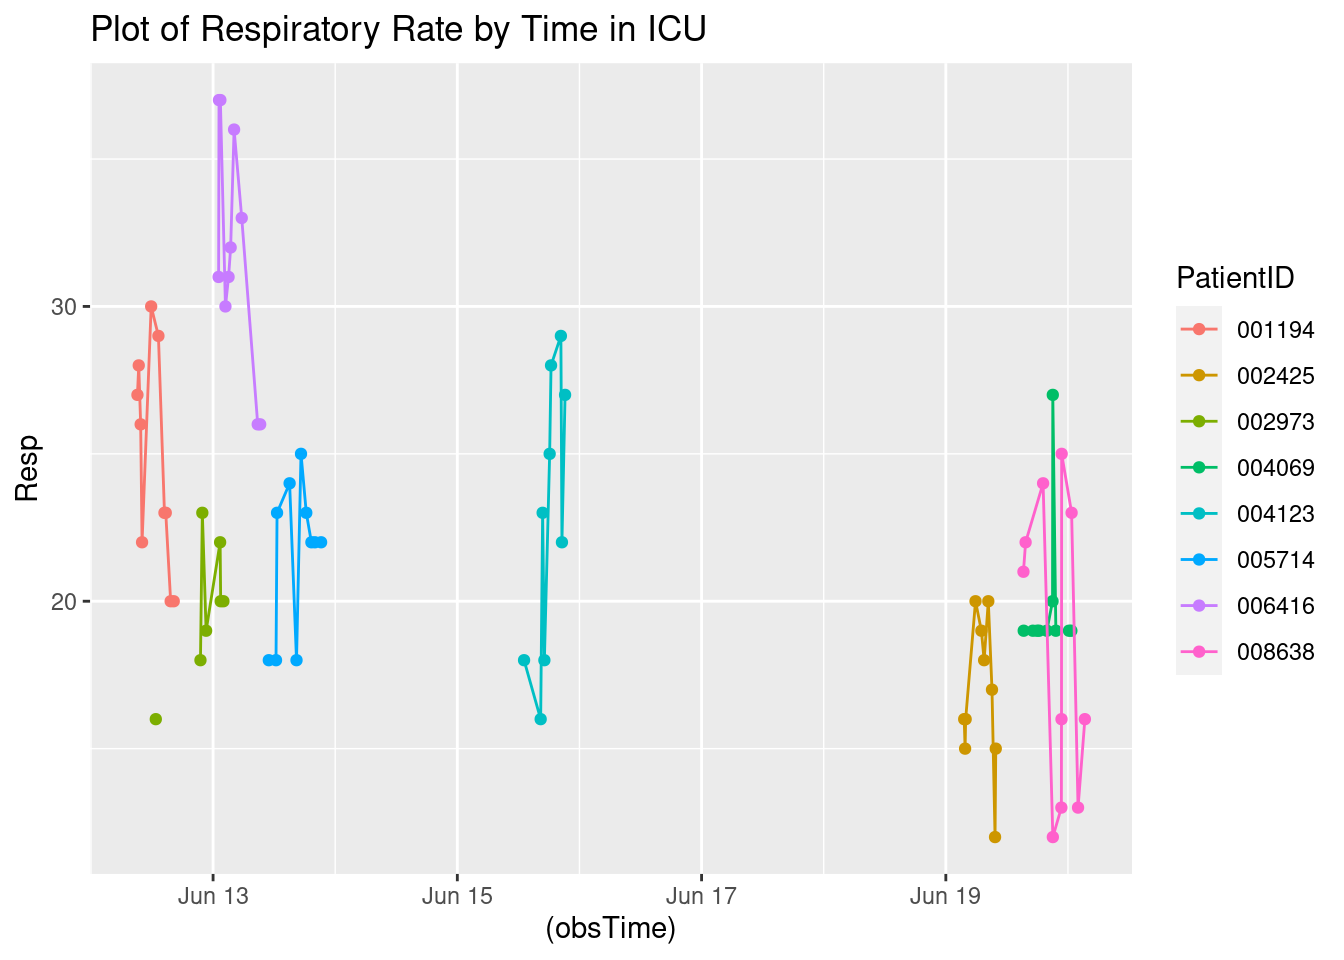 Plot of Respiratory Rate by Time in ICU
30
20
Resp
Jun 13 Jun 15 Jun 17 Jun 19
(obsTime)
PatientID
001194
002425
002973
004069
004123
005714
006416
008638